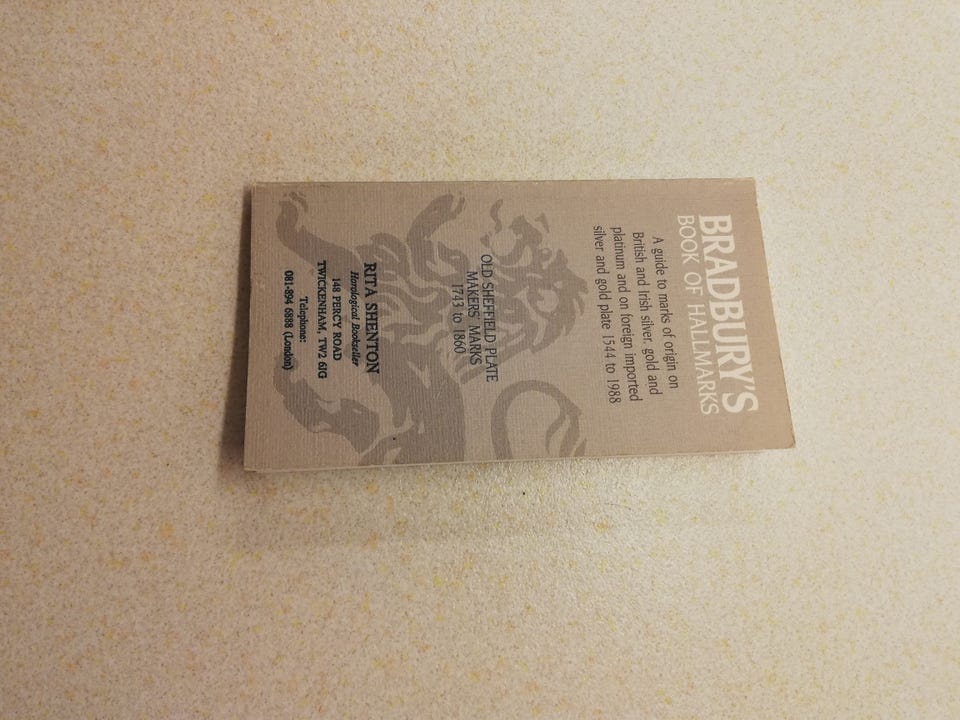 BRADBURY'S
BOOK OF HALLMARKS
A guide to marks of origin on
British and Irish silver, gold and
platinum and on foreign imported
silver and gold plate 1544 to 1988
OLD SHEFFIELD PLATE
MAKERS' MARKS
1743 to 1860
RITA SHENTON
Horological Bookseller
148 PERCY ROAD
TWICKENHAM, TW2 6JG
Telephone:
081-894 6888 (London)